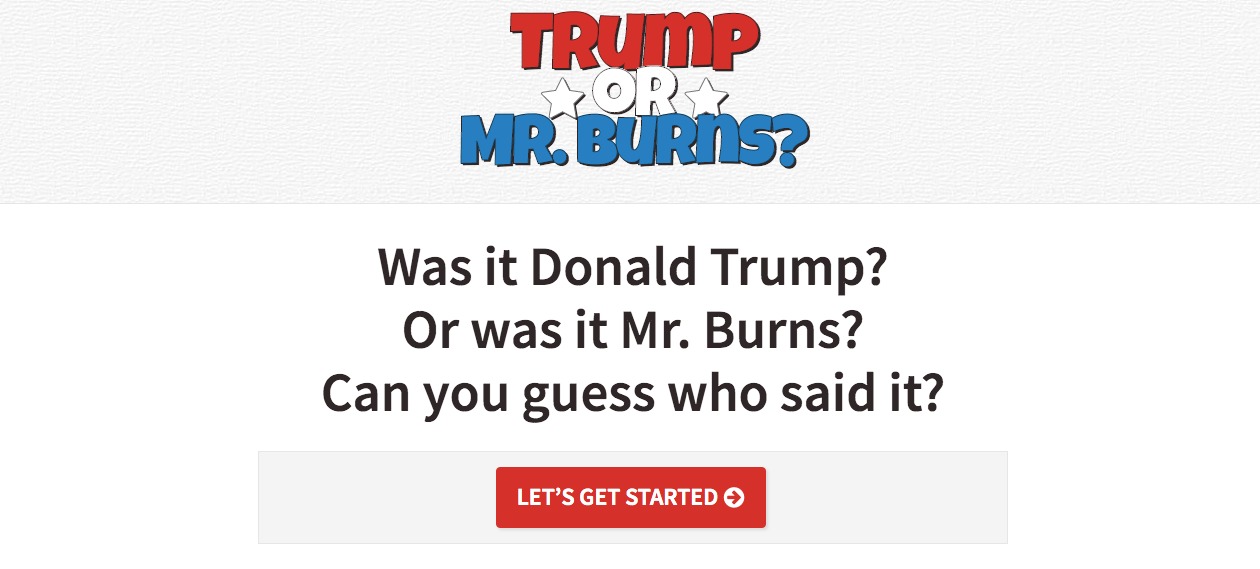 TRUMP
OR
MR. BURNS?
Was it Donald Trump?
Or was it Mr. Burns?
Can you guess who said it?
LET’S GET STARTED